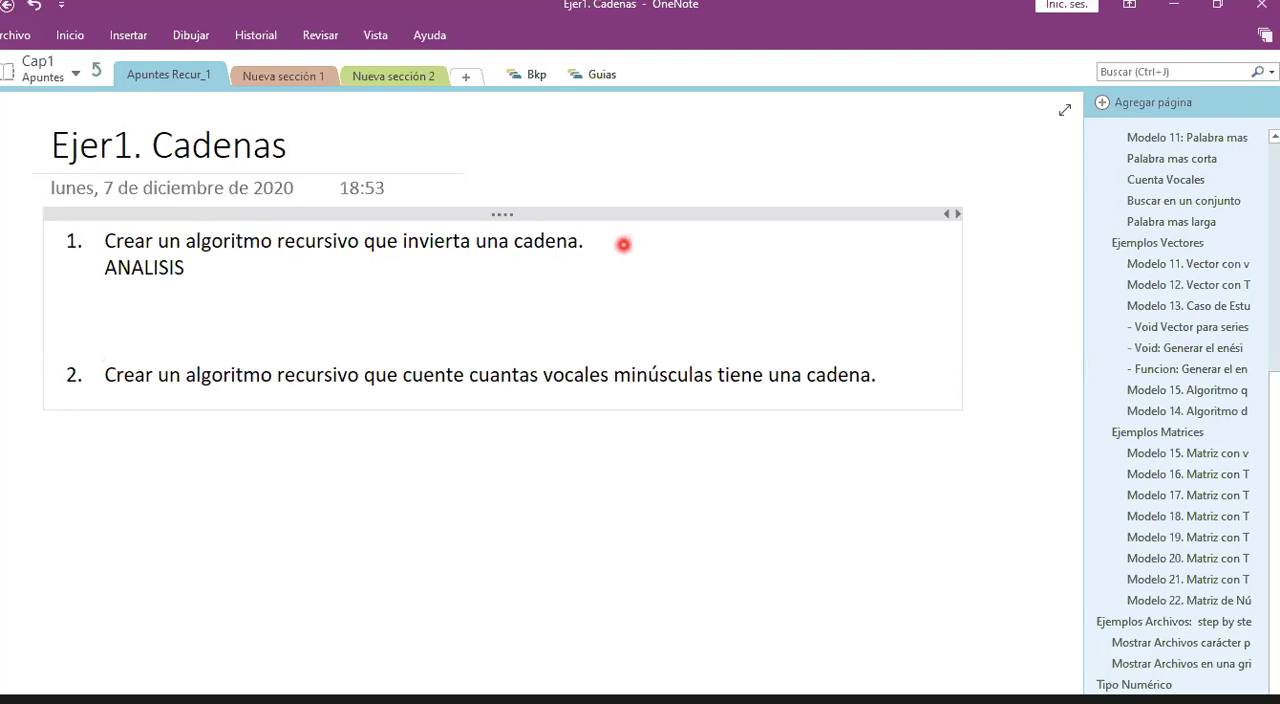 Ejer1. Cadenas - OneNote
Inic. ses.
rchivo Inicio Insertar Dibujar Historial Revisar Vista Ayuda
Cap1
Apuntes
Apuntes Recur_1
Nueva sección 1
Nueva sección 2
Bkp
Guias
Buscar (Ctrl+J)
Ejer1. Cadenas
lunes, 7 de diciembre de 2020 18:53
1. Crear un algoritmo recursivo que invierta una cadena.
ANALISIS
2. Crear un algoritmo recursivo que cuente cuantas vocales minúsculas tiene una cadena.
Agregar página
Modelo 11: Palabra mas
Palabra mas corta
Cuenta Vocales
Buscar en un conjunto
Palabra mas larga
Ejemplos Vectores
Modelo 11. Vector con v
Modelo 12. Vector con T
Modelo 13. Caso de Estu
- Void Vector para series
- Void: Generar el enési
- Funcion: Generar el en
Modelo 15. Algoritmo q
Modelo 14. Algoritmo d
Ejemplos Matrices
Modelo 15. Matriz con v
Modelo 16. Matriz con T
Modelo 17. Matriz con T
Modelo 18. Matriz con T
Modelo 19. Matriz con T
Modelo 20. Matriz con T
Modelo 21. Matriz con T
Modelo 22. Matriz de Nú
Ejemplos Archivos: step by ste
Mostrar Archivos carácter p
Mostrar Archivos en una gri
Tipo Numérico